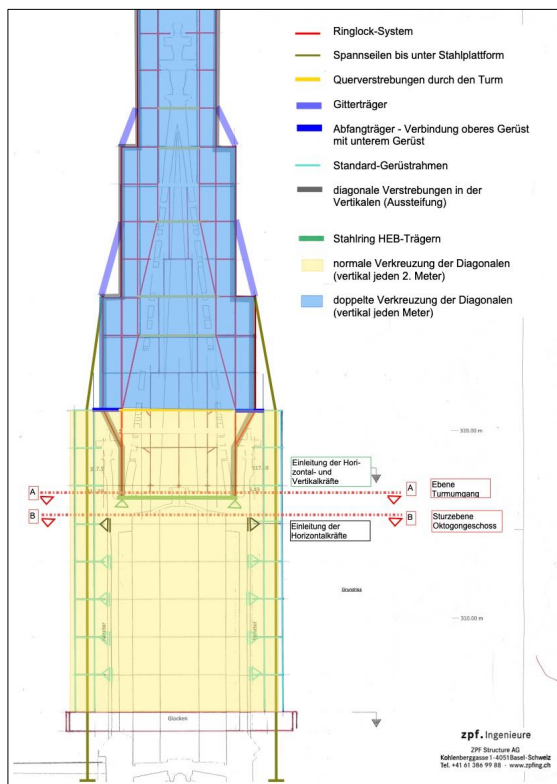 Ringlock-System
Spannseilen bis unter Stahlplattform
Querverstrebungen durch den Turm
Gitterträger
Abfangträger - Verbindung oberes Gerüst
mit unterem Gerüst
Standard-Gerüstrahmen
diagonale Verstrebungen in der
Vertikalen (Aussteifung)
Stahlring HEB-Trägern
normale Verkreuzung der Diagonalen
(vertikal jeden 2. Meter)
doppelte Verkreuzung der Diagonalen
(vertikal jeden Meter)
Einleitung der Hori-
zontal- und
Vertikalkräfte
A
A
Ebene
Turmumgang
B
B
Sturzebene
Oktogongeschoss
Einleitung der
Horizontalkräfte
310.00 m
Glocken
zpf.Ingenieure
ZPF Structure AG
Kohlenberggasse 1-4051 Basel-Schweiz
Tel. +41 61 386 99 88 · www.zpfing.ch